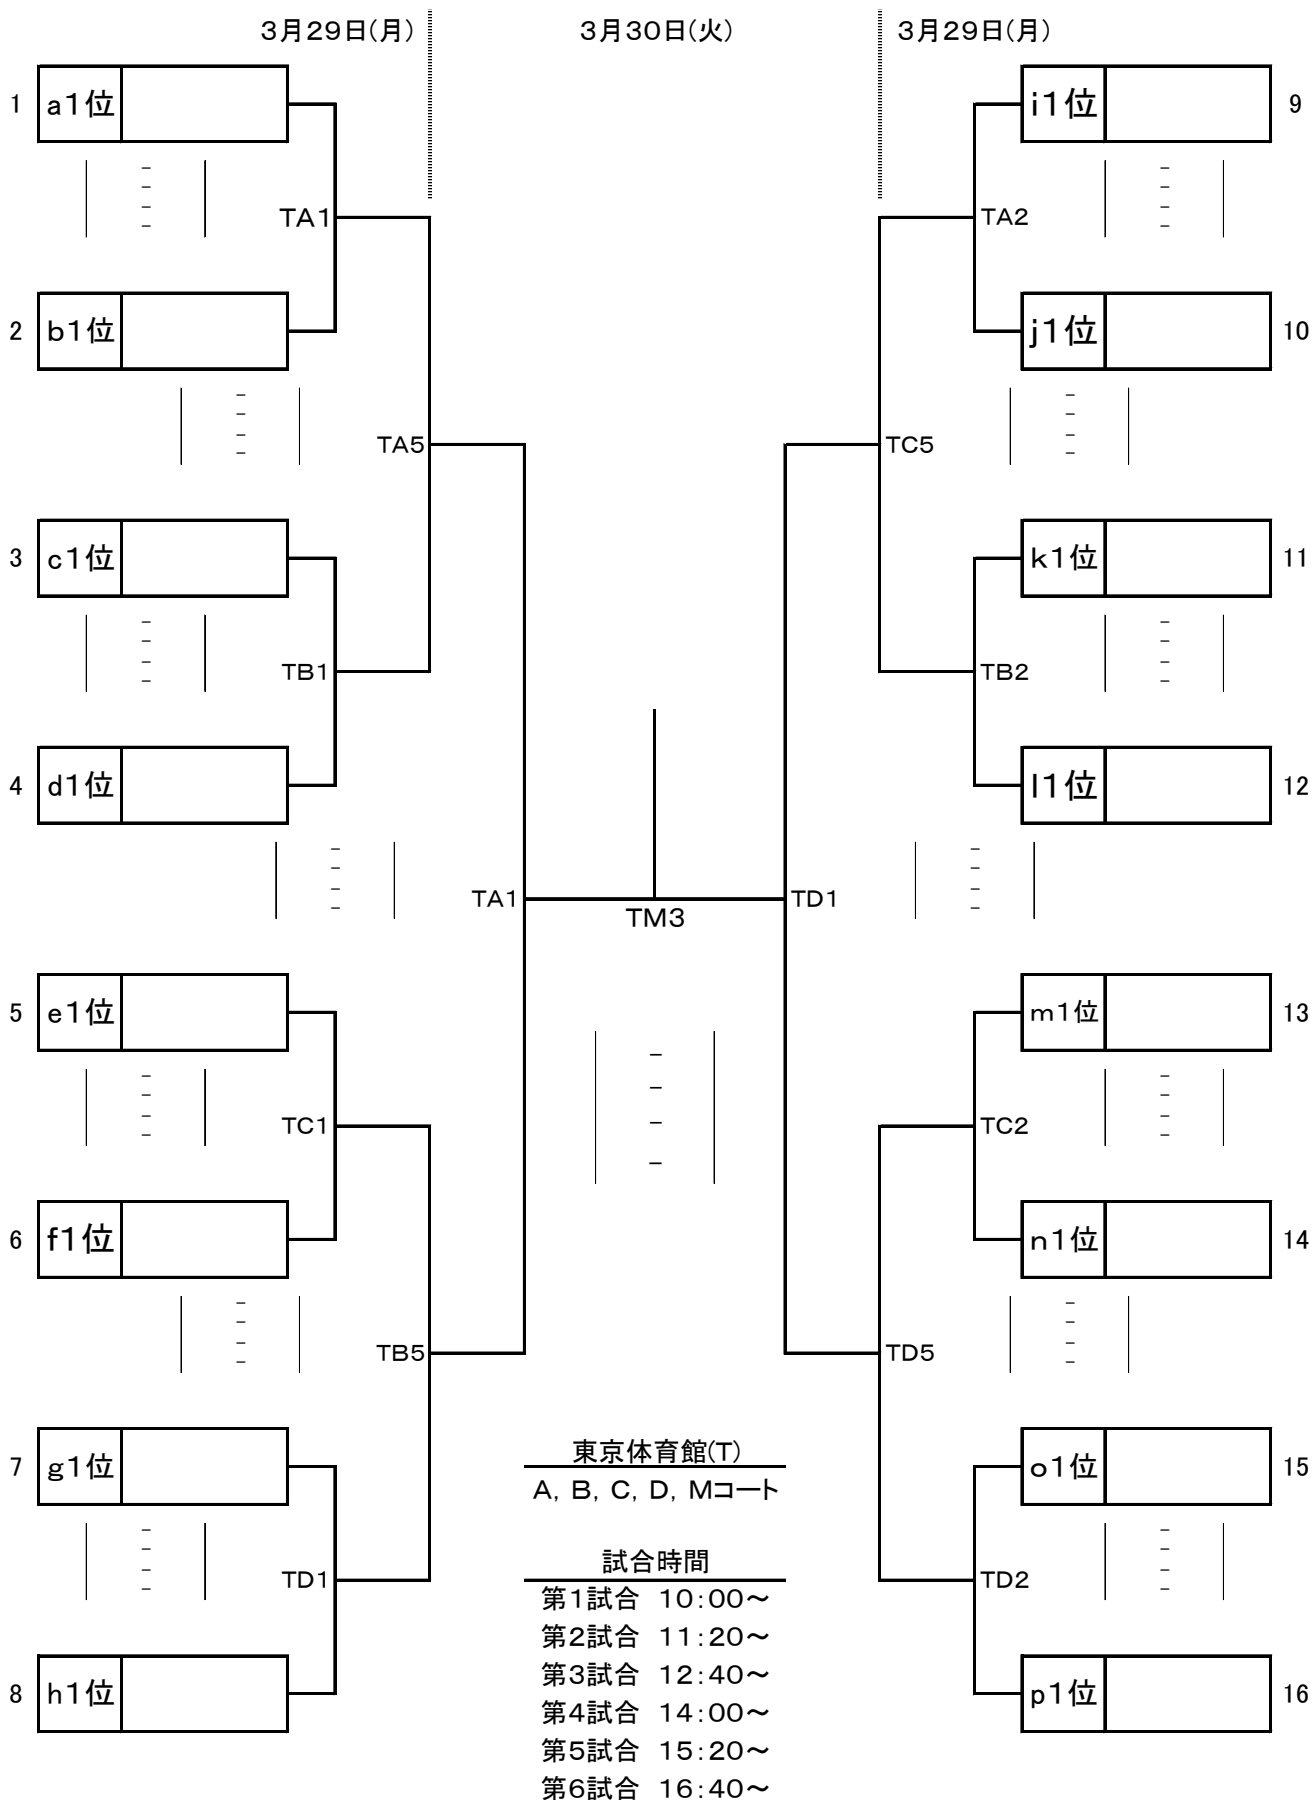 3月29日(月) 3月30日(火) 3月29日(月)
1 a1位 i1位 9
TA1 TA2
2 b1位 j1位 10
TA5 TC5
3 c1位 k1位 11
TB1 TB2
4 d1位 l1位 12
TA1 TD1
TM3
5 e1位 m1位 13
TC1 TC2
6 f1位 n1位 14
TB5 TD5
7 g1位 o1位 15
TD1 TD2
8 h1位 p1位 16
東京体育館(T)
A, B, C, D, Mコート
試合時間
第1試合 10:00～
第2試合 11:20～
第3試合 12:40～
第4試合 14:00～
第5試合 15:20～
第6試合 16:40～